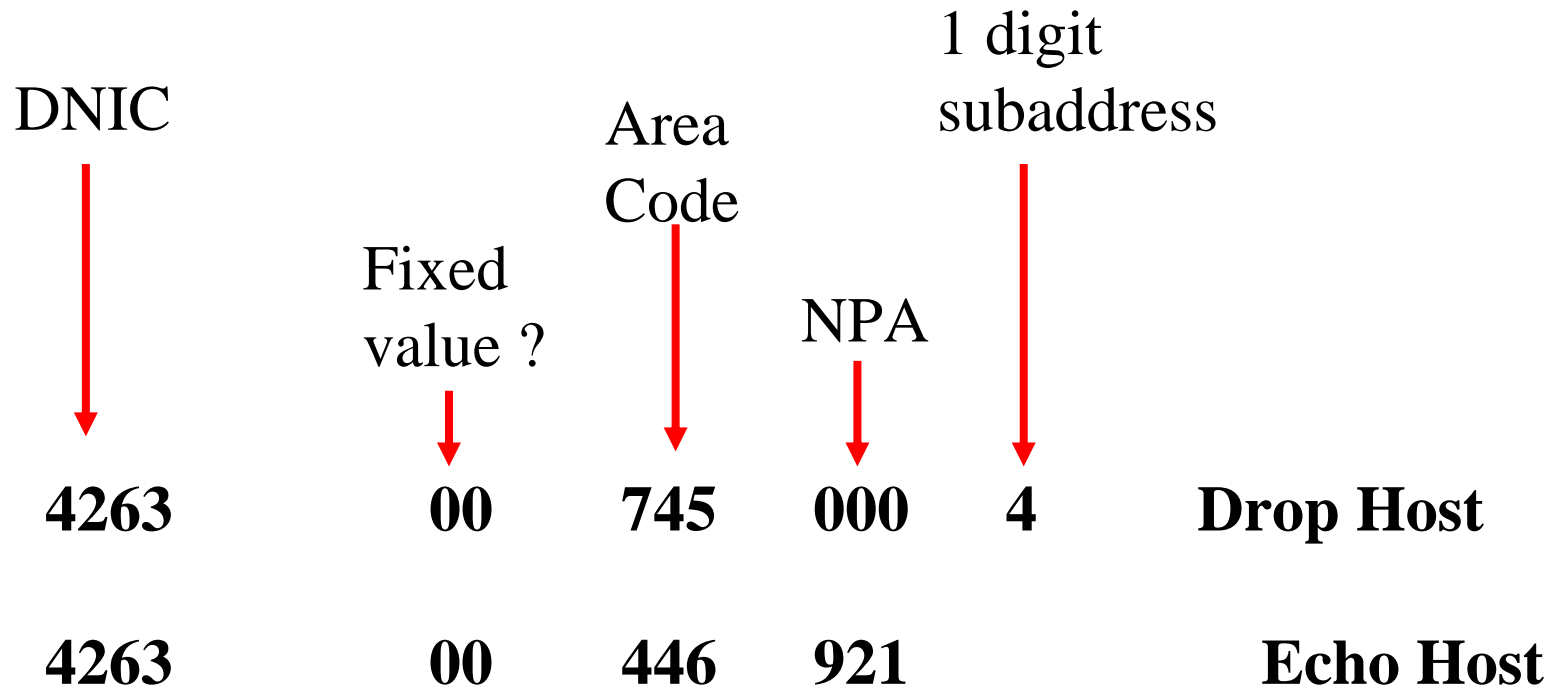 1 digit
subaddress
DNIC
Area
Code
Fixed
value ?
NPA
4263 00 745 000 4 Drop Host
4263 00 446 921 Echo Host